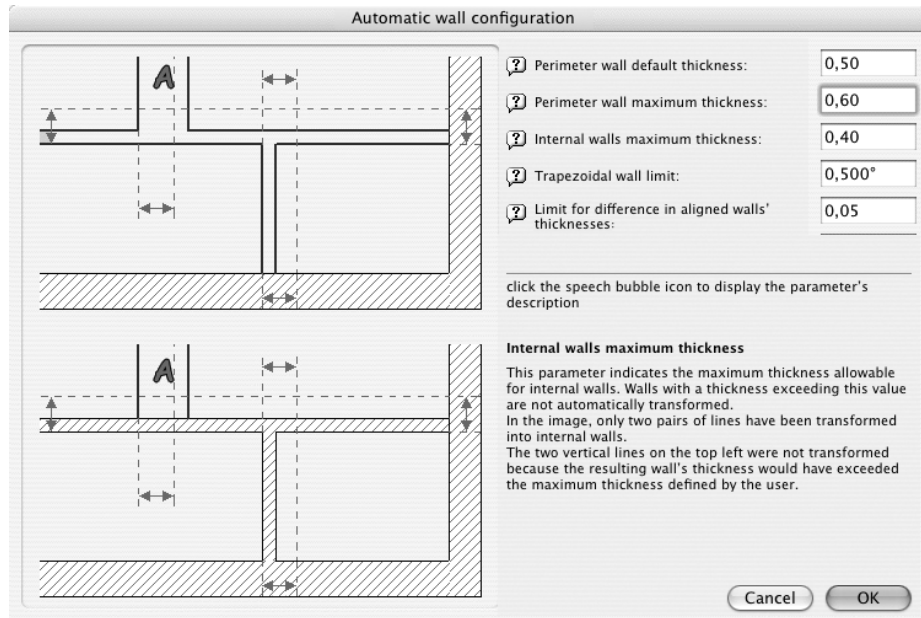 Automatic wall configuration
A
Perimeter wall default thickness: 0,50
Perimeter wall maximum thickness: 0,60
Internal walls maximum thickness: 0,40
Trapezoidal wall limit: 0,500°
Limit for difference in aligned walls' 0,05
thicknesses:
click the speech bubble icon to display the parameter's
description
A
Internal walls maximum thickness
This parameter indicates the maximum thickness allowable
for internal walls. Walls with a thickness exceeding this value
are not automatically transformed.
In the image, only two pairs of lines have been transformed
into internal walls.
The two vertical lines on the top left were not transformed
because the resulting wall's thickness would have exceeded
the maximum thickness defined by the user.
Cancel OK